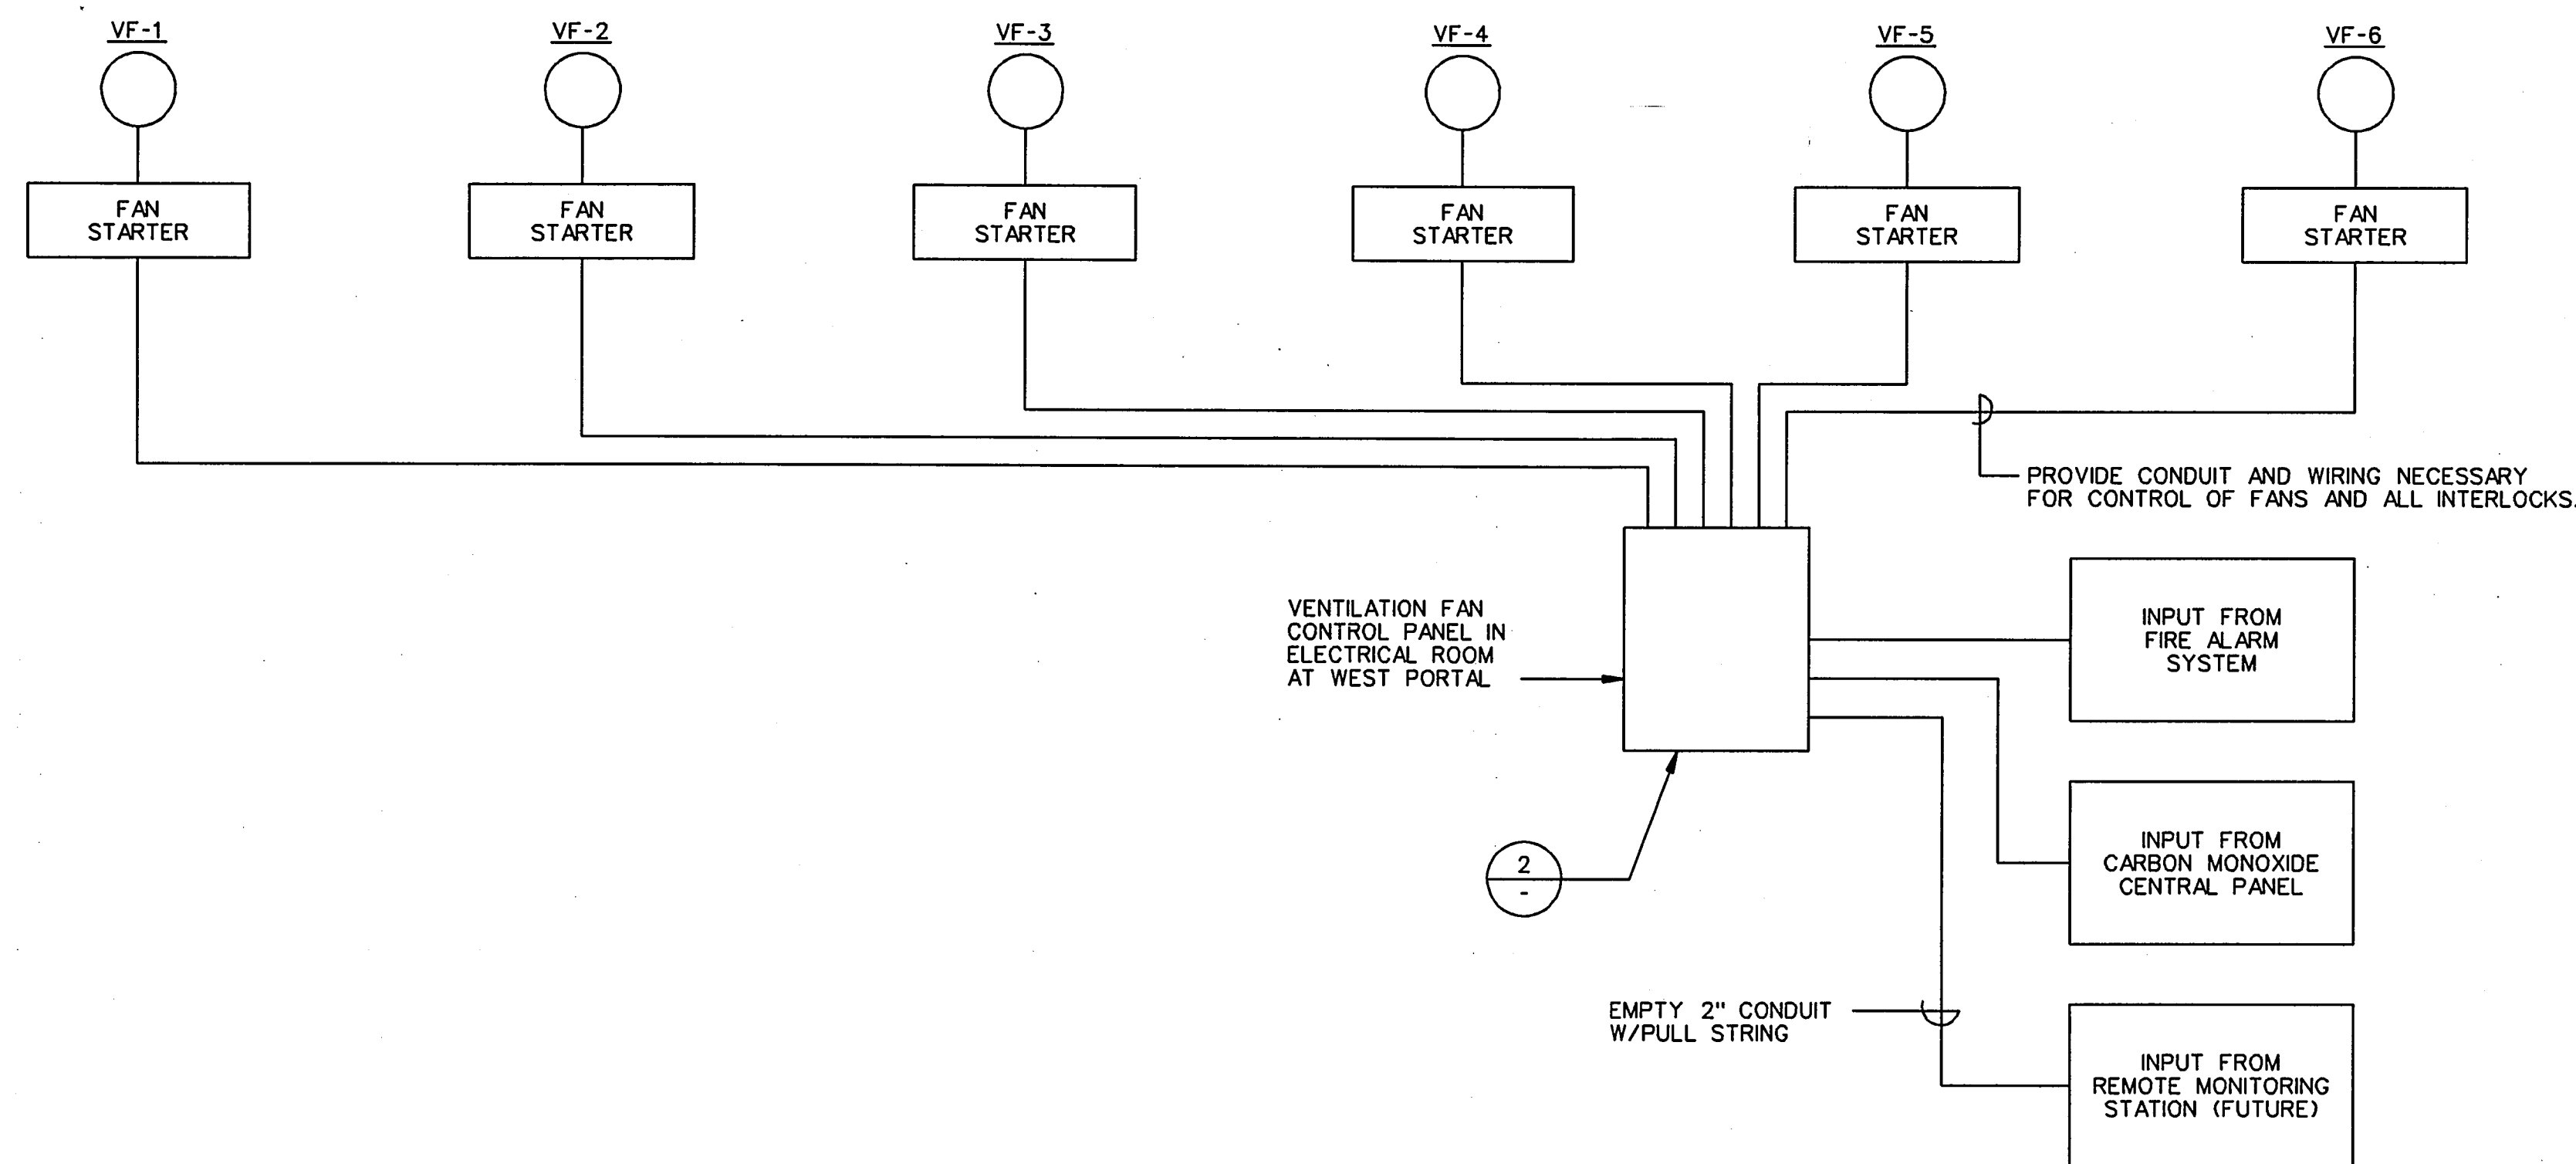 VF-1
VF-2
VF-3
VF-4
VF-5
VF-6
FAN
STARTER
FAN
STARTER
FAN
STARTER
FAN
STARTER
FAN
STARTER
FAN
STARTER
PROVIDE CONDUIT AND WIRING NECESSARY
FOR CONTROL OF FANS AND ALL INTERLOCKS.
VENTILATION FAN
CONTROL PANEL IN
ELECTRICAL ROOM
AT WEST PORTAL
INPUT FROM
FIRE ALARM
SYSTEM
2
-
INPUT FROM
CARBON MONOXIDE
CENTRAL PANEL
EMPTY 2" CONDUIT
W/PULL STRING
INPUT FROM
REMOTE MONITORING
STATION (FUTURE)